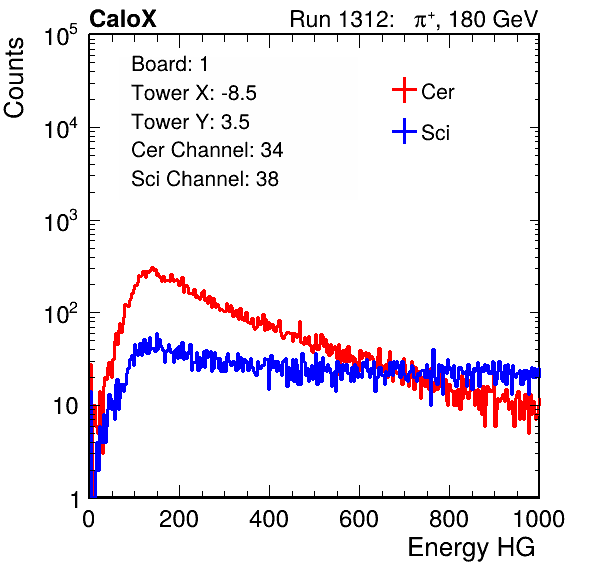 CaloX Run 1312: π⁺, 180 GeV
Board: 1
Tower X: -8.5
Tower Y: 3.5
Cer Channel: 34
Sci Channel: 38
Cer
Sci
Counts
10⁵
10⁴
10³
10²
10
1
0 200 400 600 800 1000
Energy HG